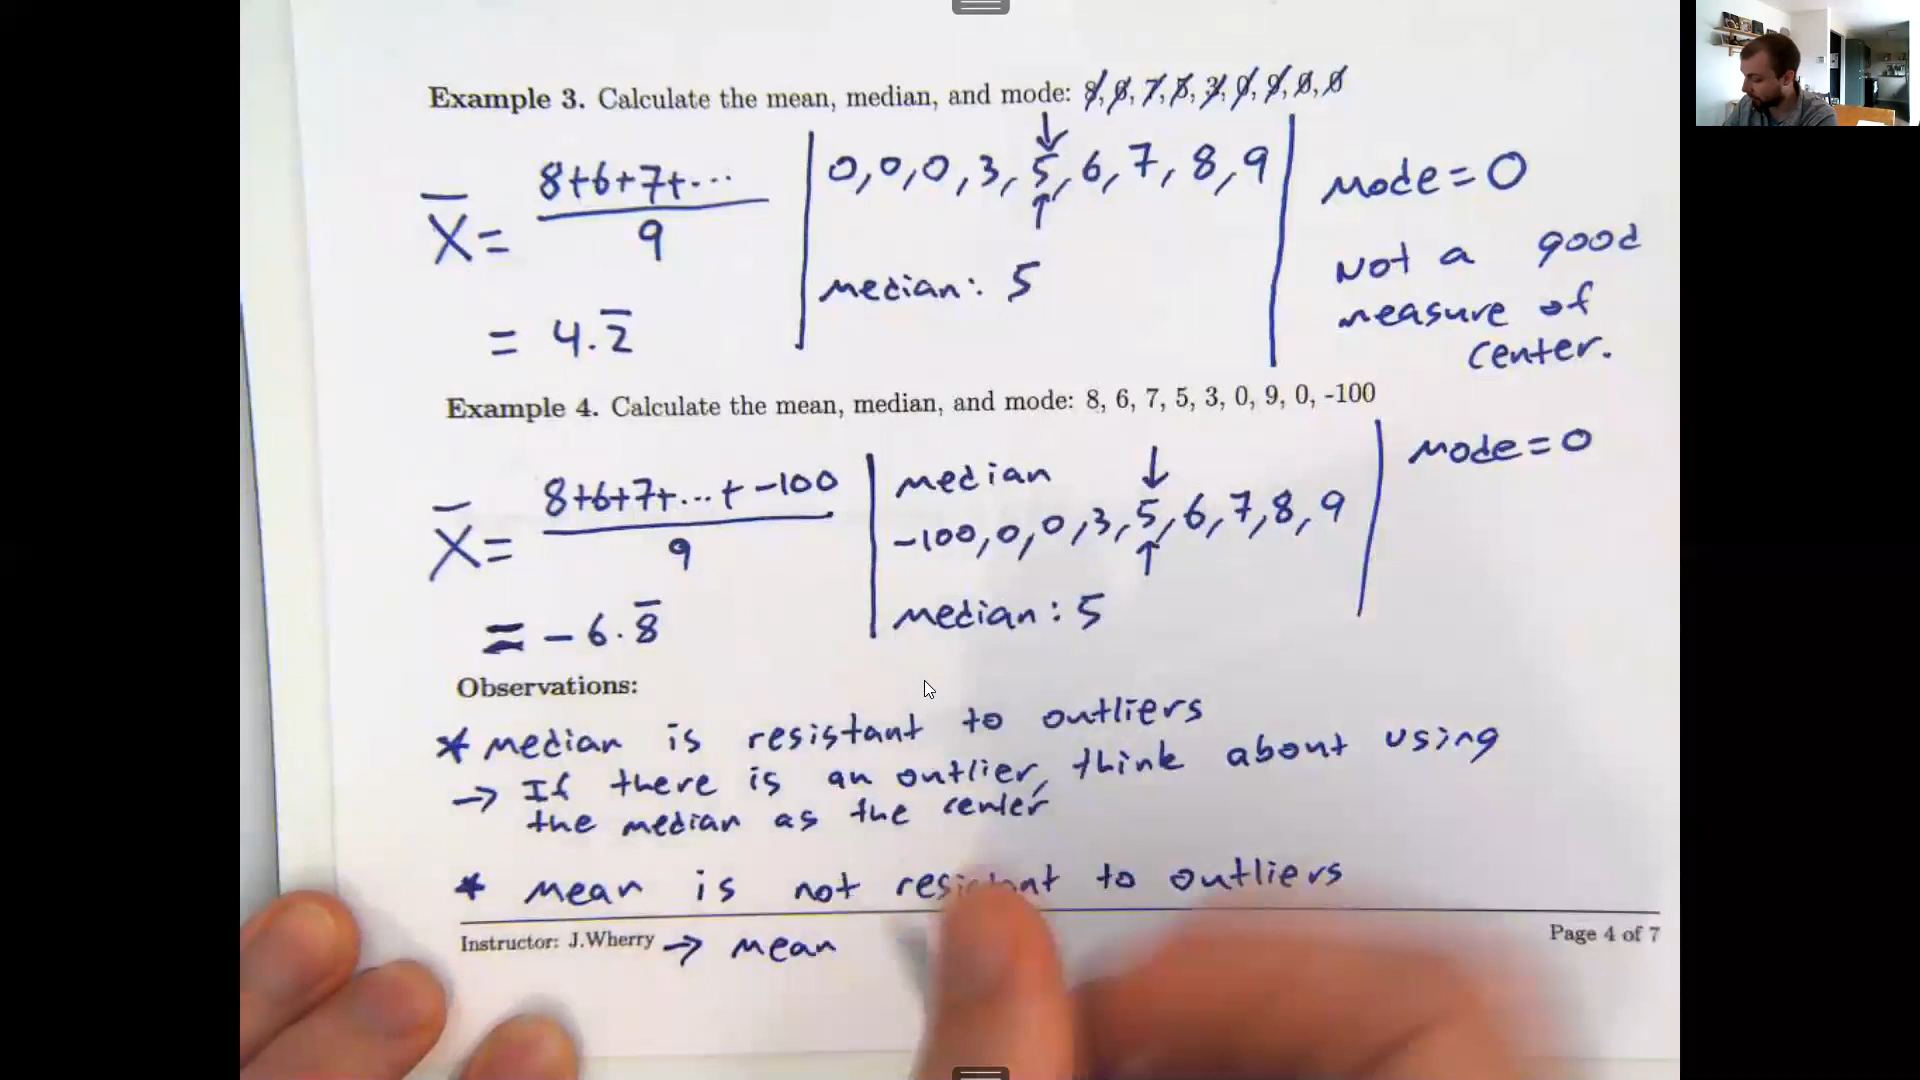 Example 3. Calculate the mean, median, and mode: 8, 6, 7, 5, 3, 0, 9, 0, 0
X̄ = 8+6+7+... / 9
= 4.2̄
0, 0, 0, 3, 5, 6, 7, 8, 9
median: 5
mode = 0
Not a good
measure of
center.
Example 4. Calculate the mean, median, and mode: 8, 6, 7, 5, 3, 0, 9, 0, -100
X̄ = 8+6+7+...+ -100 / 9
= -6.8̄
median
-100, 0, 0, 3, 5, 6, 7, 8, 9
median: 5
mode = 0
Observations:
* median is resistant to outliers
→ If there is an outlier, think about using
the median as the center
* mean is not resistant to outliers
Instructor: J.Wherry → mean
Page 4 of 7